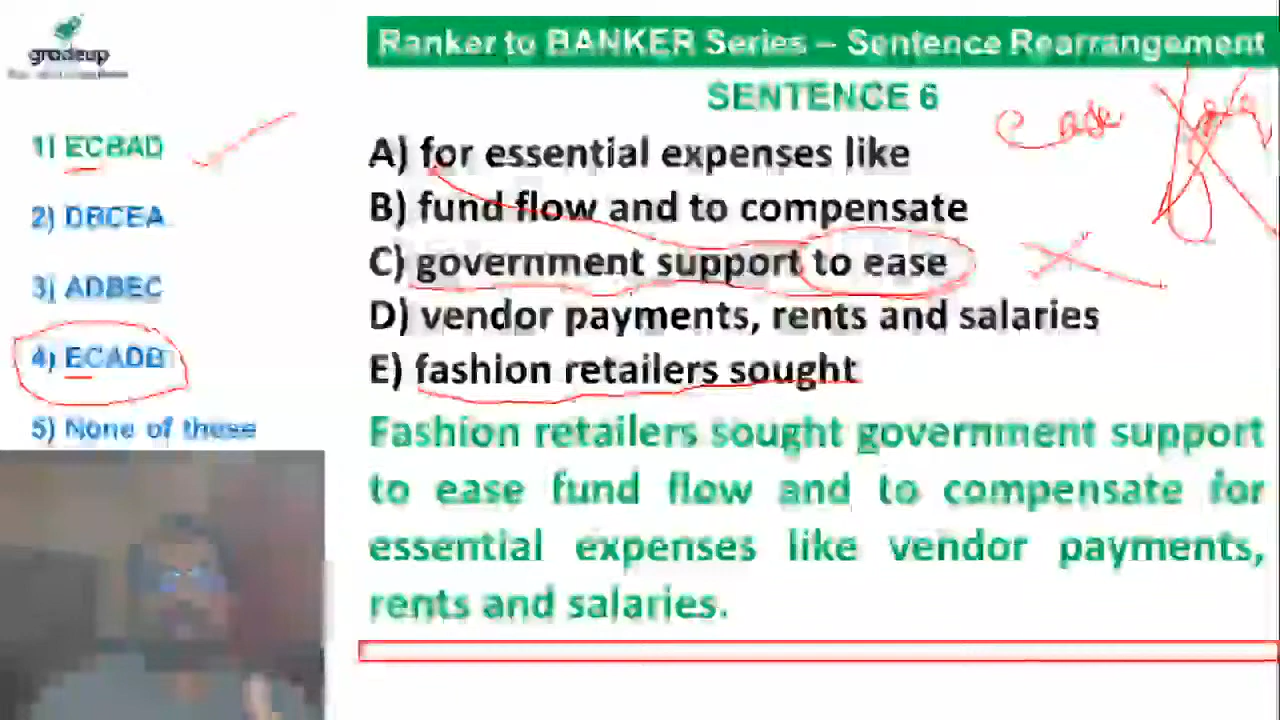 gradeup
Ranker to BANKER Series – Sentence Rearrangement
SENTENCE 6
ease
1) ECBAD
2) DBCEA
3) ADBEC
4) ECADB
5) None of these
A) for essential expenses like
B) fund flow and to compensate
C) government support to ease
D) vendor payments, rents and salaries
E) fashion retailers sought
Fashion retailers sought government support
to ease fund flow and to compensate for
essential expenses like vendor payments,
rents and salaries.